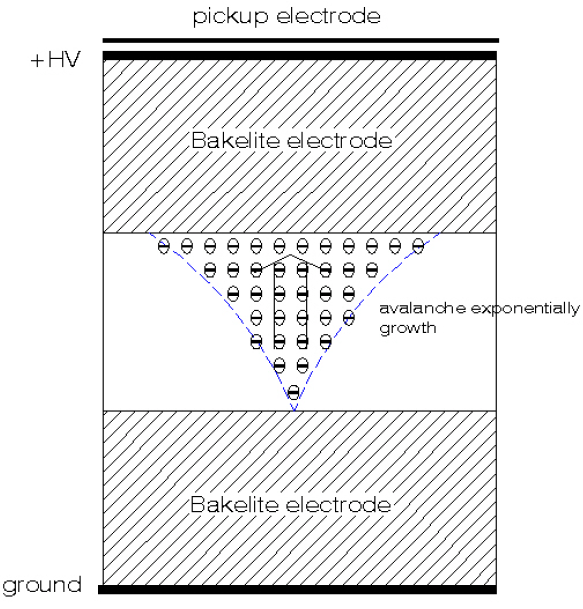 pickup electrode
+HV
Bakelite electrode
avalanche exponentially
growth
Bakelite electrode
ground